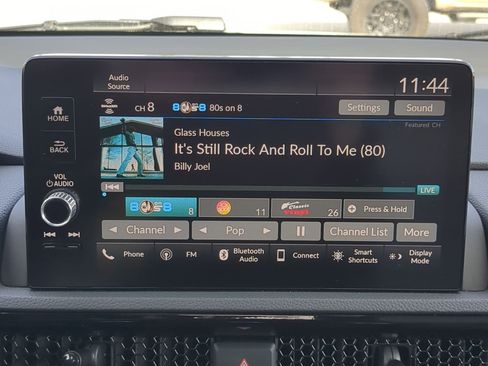 Audio
Source
11:44
HOME
BACK
VOL
AUDIO
CH 8
80s on 8
Settings
Sound
Featured CH
Glass Houses
It's Still Rock And Roll To Me (80)
Billy Joel
LIVE
8
11
Classic
Vinyl
26
Press & Hold
Channel
Pop
Channel List
More
Phone
FM
Bluetooth
Audio
Connect
Smart
Shortcuts
Display
Mode